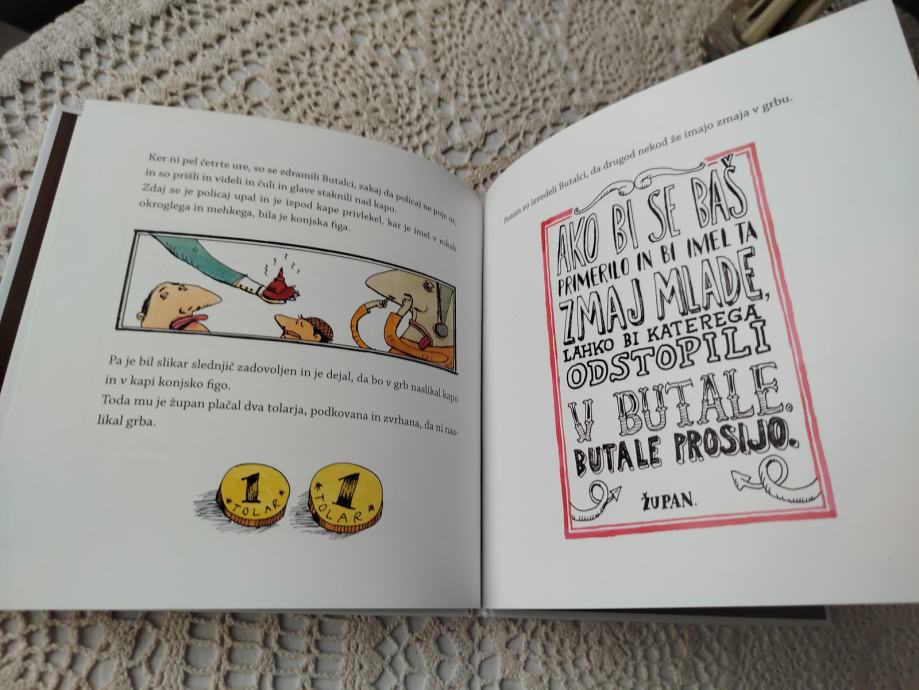 Ker ni pel četrte ure, so se zdramili Butalci, zakaj da policaj ne poje ur,
in so prišli in videli in čuli in glave staknili nad kapo.
Zdaj se je policaj upal in je izpod kape privlekel, kar je imel v rokah
okroglega in mehkega, bila je konjska figa.
Pa je bil slikar slednjič zadovoljen in je dejal, da bo v grb naslikal kapo
in v kapi konjsko figo.
Toda mu je župan plačal dva tolarja, podkovana in zvrhana, da ni nas-
likal grba.
1
TOLAR
1
TOLAR
Potem so izvedeli Butalci, da drugod nekod že imajo zmaja v grbu.
AKO BI SE BAŠ
PRIMERILO IN BI IMEL TA
ZMAJ MLADE,
LAHKO BI KATEREGA
ODSTOPILI
V BUTALE.
BUTALE PROSIJO.
ŽUPAN.